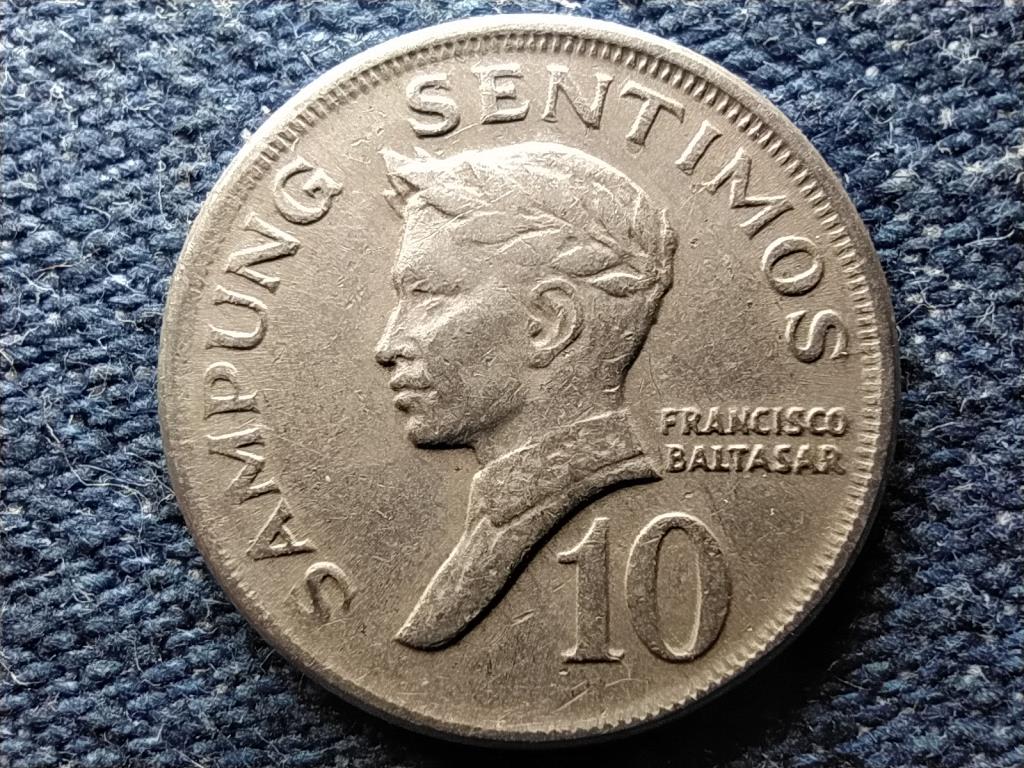 SAMPUNG SENTIMOS
FRANCISCO
BALTASAR
10